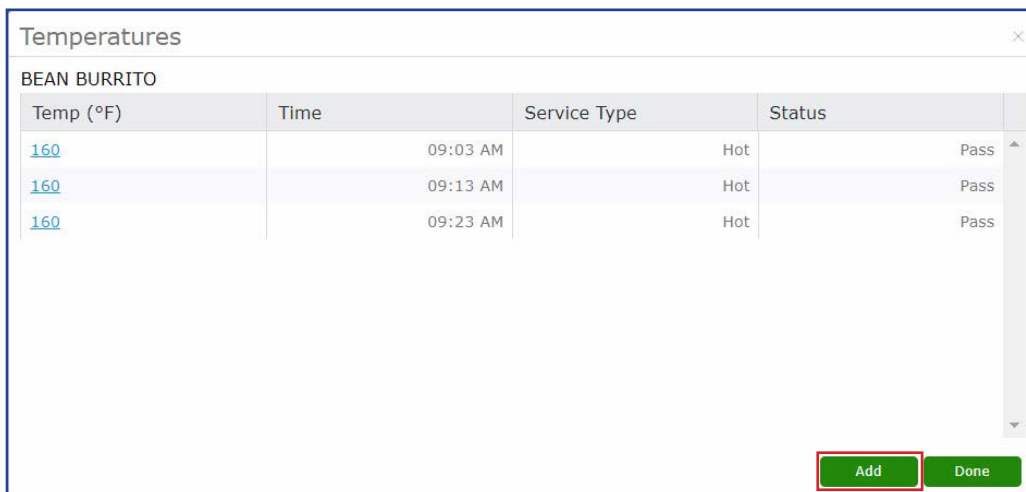 Temperatures
BEAN BURRITO
Temp (°F) Time Service Type Status
160 09:03 AM Hot Pass
160 09:13 AM Hot Pass
160 09:23 AM Hot Pass
Add Done